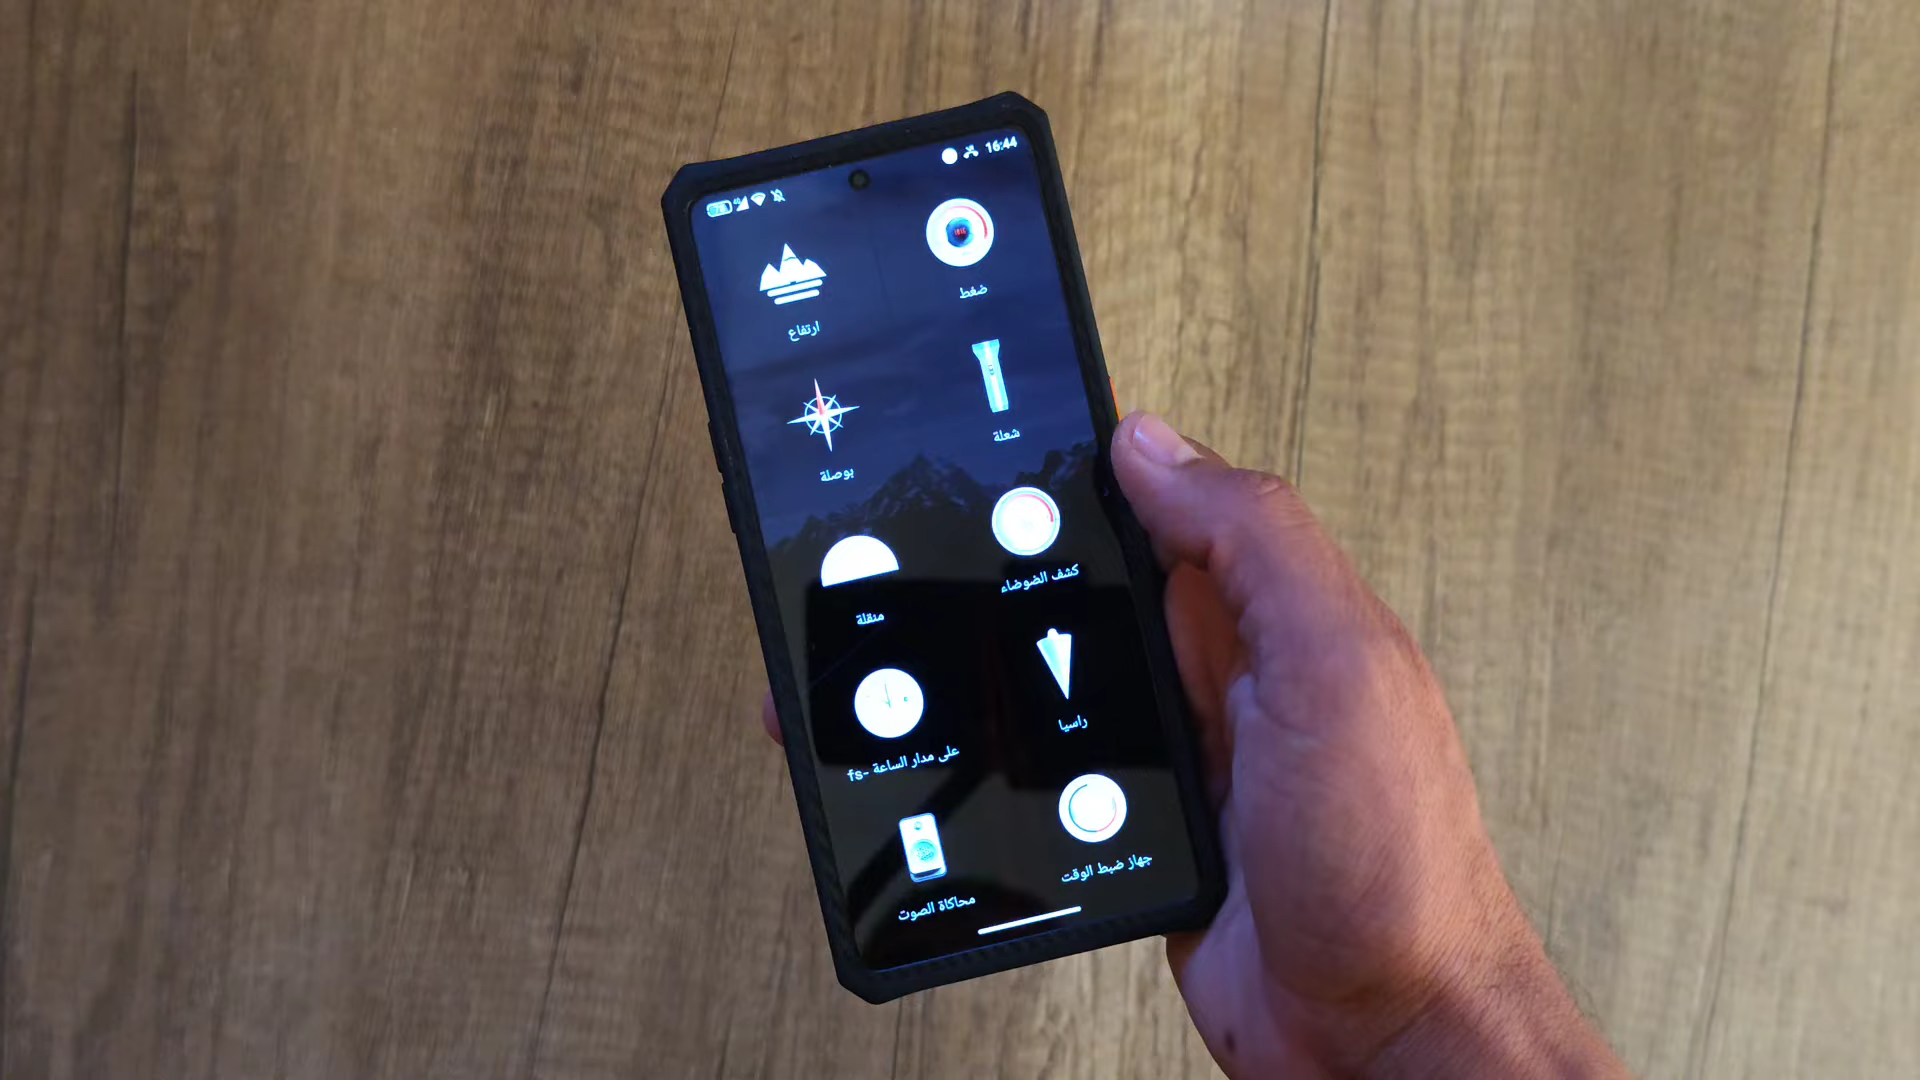 16:44
ضغط
ارتفاع
شعلة
بوصلة
كشف الضوضاء
منقلة
راسيا
على مدار الساعة -fs
جهاز ضبط الوقت
محاكاة الصوت